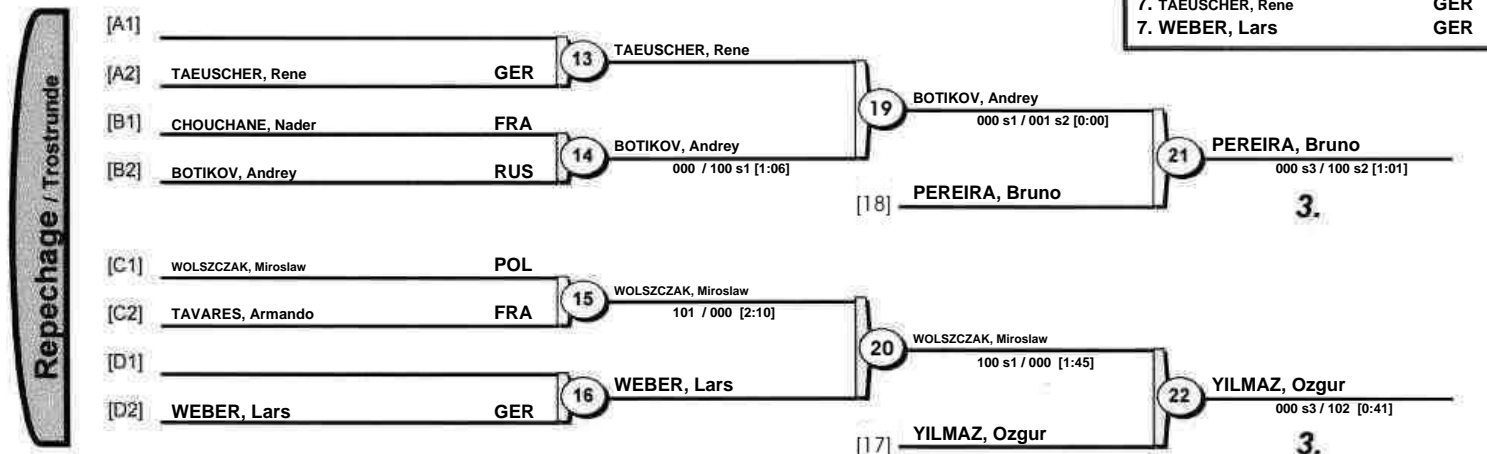 7. TAEUSCHER, Rene GER
7. WEBER, Lars GER
Repechage / Trostrunde
[A1]
[A2] TAEUSCHER, Rene GER
13 TAEUSCHER, Rene
[B1] CHOUCHANE, Nader FRA
[B2] BOTIKOV, Andrey RUS
14 BOTIKOV, Andrey
000 / 100 s1 [1:06]
19 BOTIKOV, Andrey
000 s1 / 001 s2 [0:00]
[18] PEREIRA, Bruno
21 PEREIRA, Bruno
000 s3 / 100 s2 [1:01]
3.
[C1] WOLSZCZAK, Miroslaw POL
[C2] TAVARES, Armando FRA
15 WOLSZCZAK, Miroslaw
101 / 000 [2:10]
[D1]
[D2] WEBER, Lars GER
16 WEBER, Lars
20 WOLSZCZAK, Miroslaw
100 s1 / 000 [1:45]
[17] YILMAZ, Ozgur
22 YILMAZ, Ozgur
000 s3 / 102 [0:41]
3.